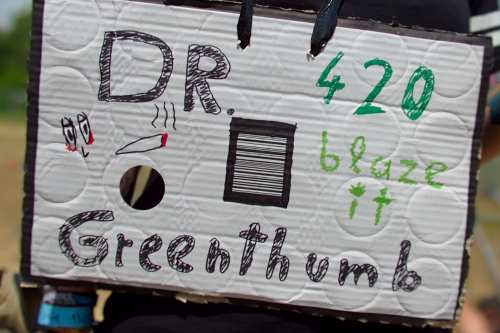 DR.
420
blaze
it
Greenthumb